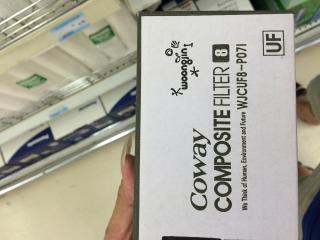 woongjin
UF
Coway
COMPOSITE FILTER 8
We Think of Human, Environment and Future WJCUF8-P071